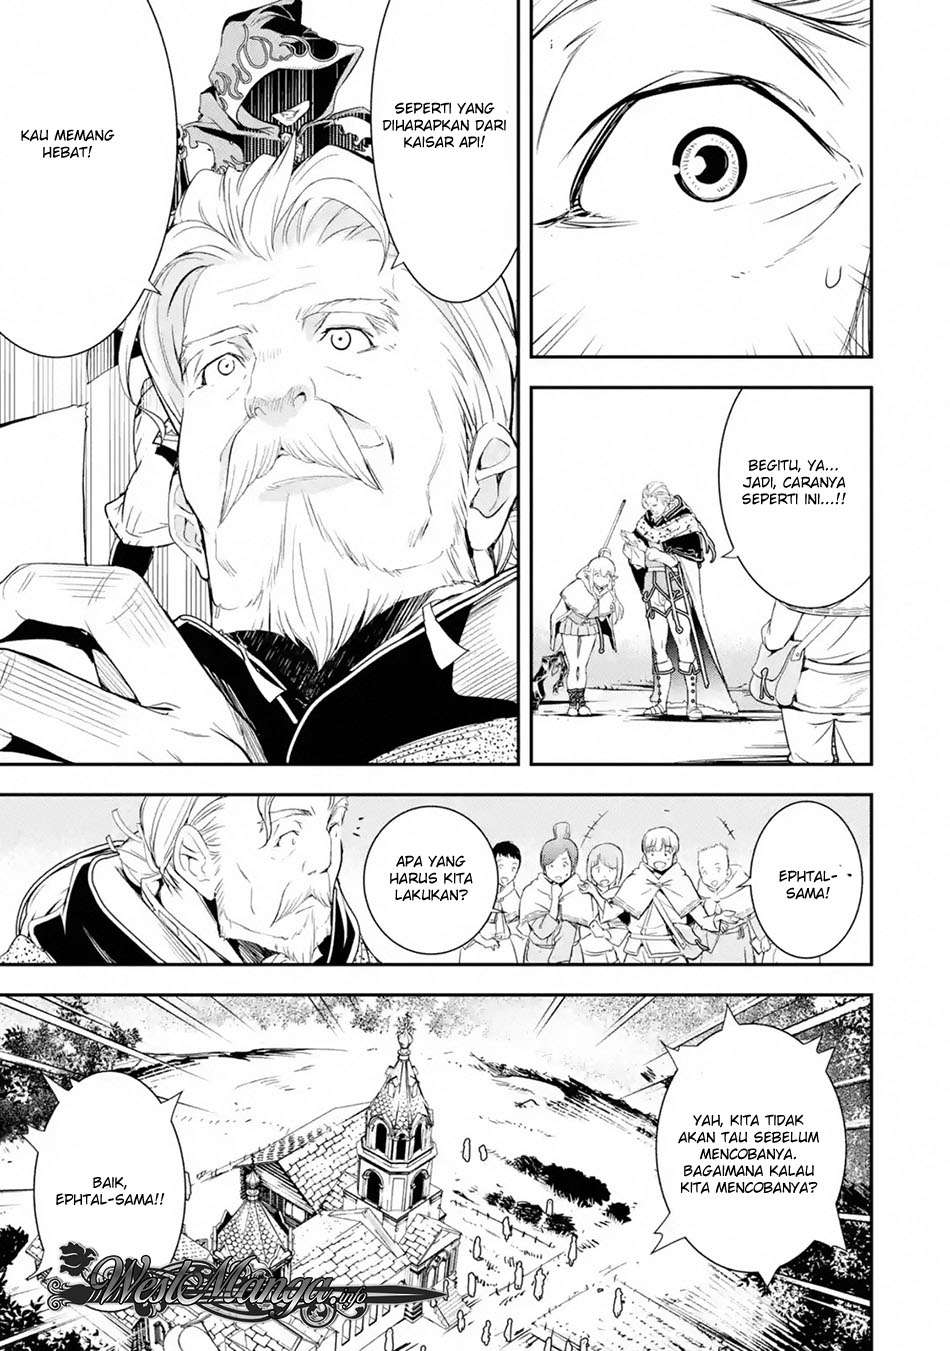 SEPERTI YANG
DIHARAPKAN DARI
KAISAR API!
KAU MEMANG
HEBAT!
BEGITU, YA...
JADI, CARANYA
SEPERTI INI...!!
EPHTAL-
SAMA!
APA YANG
HARUS KITA
LAKUKAN?
YAH, KITA TIDAK
AKAN TAU SEBELUM
MENCOBANYA.
BAGAIMANA KALAU
KITA MENCOBANYA?
BAIK,
EPHTAL-SAMA!!
WestManga.info